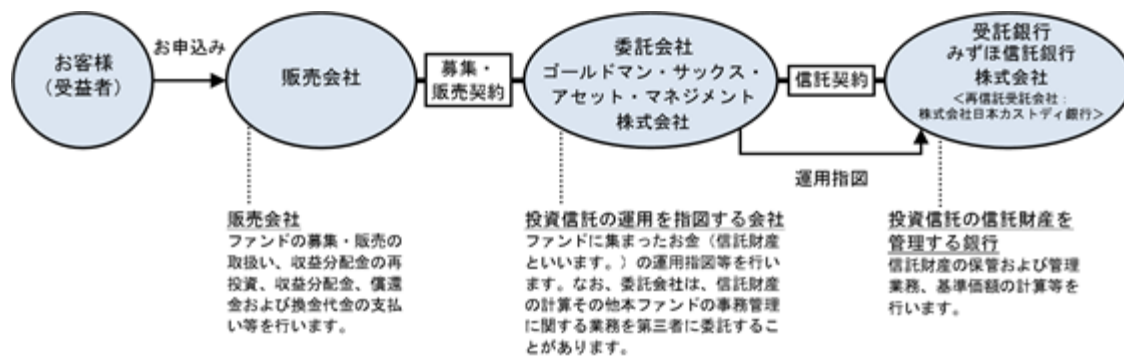 お客様
（受益者）
お申込み
販売会社
募集・
販売契約
委託会社
ゴールドマン・サックス・
アセット・マネジメント
株式会社
信託契約
受託銀行
みずほ信託銀行
株式会社
＜再信託受託会社：
株式会社日本カストディ銀行＞
運用指図
販売会社
ファンドの募集・販売の
取扱い、収益分配金の再
投資、収益分配金、償還
金および換金代金の支払
い等を行います。
投資信託の運用を指図する会社
ファンドに集まったお金（信託財産
といいます。）の運用指図等を行い
ます。なお、委託会社は、信託財産
の計算その他本ファンドの事務管理
に関する業務を第三者に委託するこ
とがあります。
投資信託の信託財産を
管理する銀行
信託財産の保管および管理
業務、基準価額の計算等を
行います。